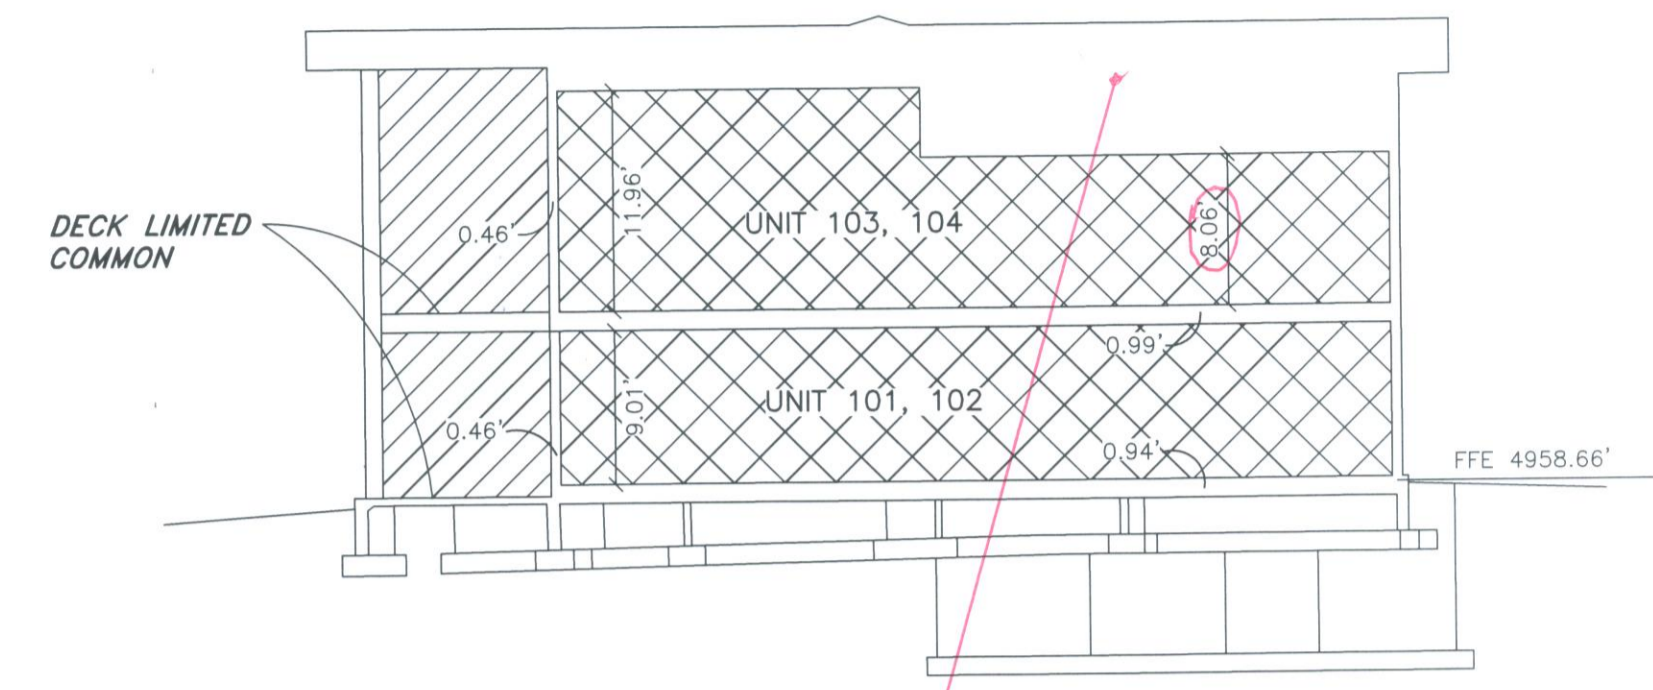 DECK LIMITED
COMMON
0.46'
11.96'
UNIT 103, 104
8.06'
0.99'
0.46'
9.01'
UNIT 101, 102
0.94'
FFE 4958.66'